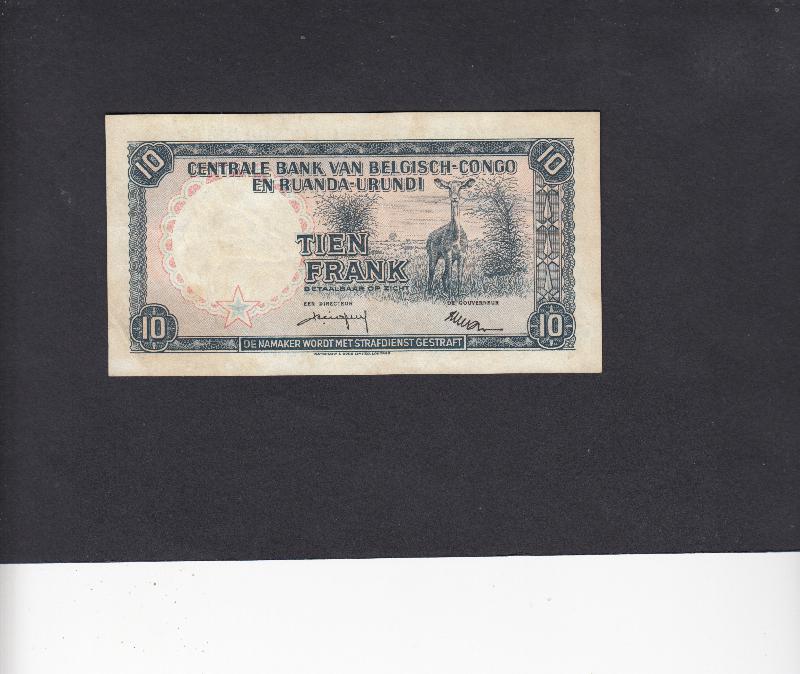 10 10
CENTRALE BANK VAN BELGISCH-CONGO
EN RUANDA-URUNDI
TIEN
FRANK
BETAALBAAR OP ZICHT
EEN DIRECTEUR DE GOUVERNEUR
10 10
DE NAMAKER WORDT MET STRAFDIENST GESTRAFT